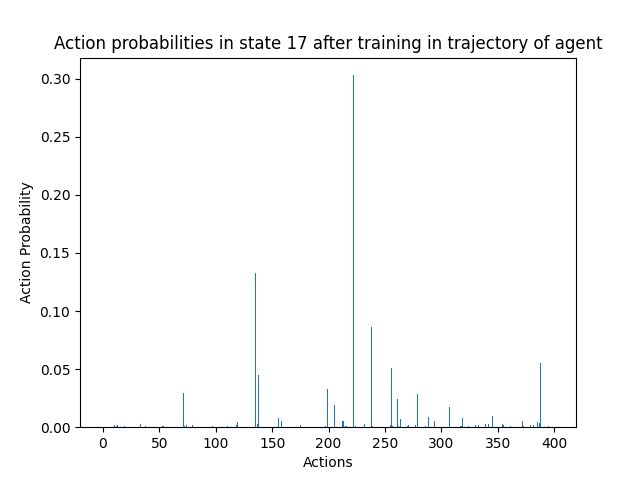 Action probabilities in state 17 after training in trajectory of agent
0.30
0.25
0.20
0.15
0.10
0.05
0.00
Action Probability
0 50 100 150 200 250 300 350 400
Actions